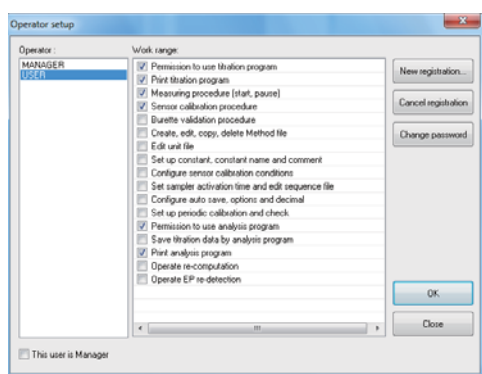 Operator setup
Operator :
Work range:
MANAGER
USER
Permission to use titration program
Print titration program
Measuring procedure (start, pause)
Sensor calibration procedure
Burette validation procedure
Create, edit, copy, delete Method file
Edit unit file
Set up constant, constant name and comment
Configure sensor calibration conditions
Set sampler activation time and edit sequence file
Configure auto save, options and decimal
Set up periodic calibration and check
Permission to use analysis program
Save titration data by analysis program
Print analysis program
Operate re-computation
Operate EP re-detection
New registration...
Cancel registration
Change password
OK
Close
This user is Manager